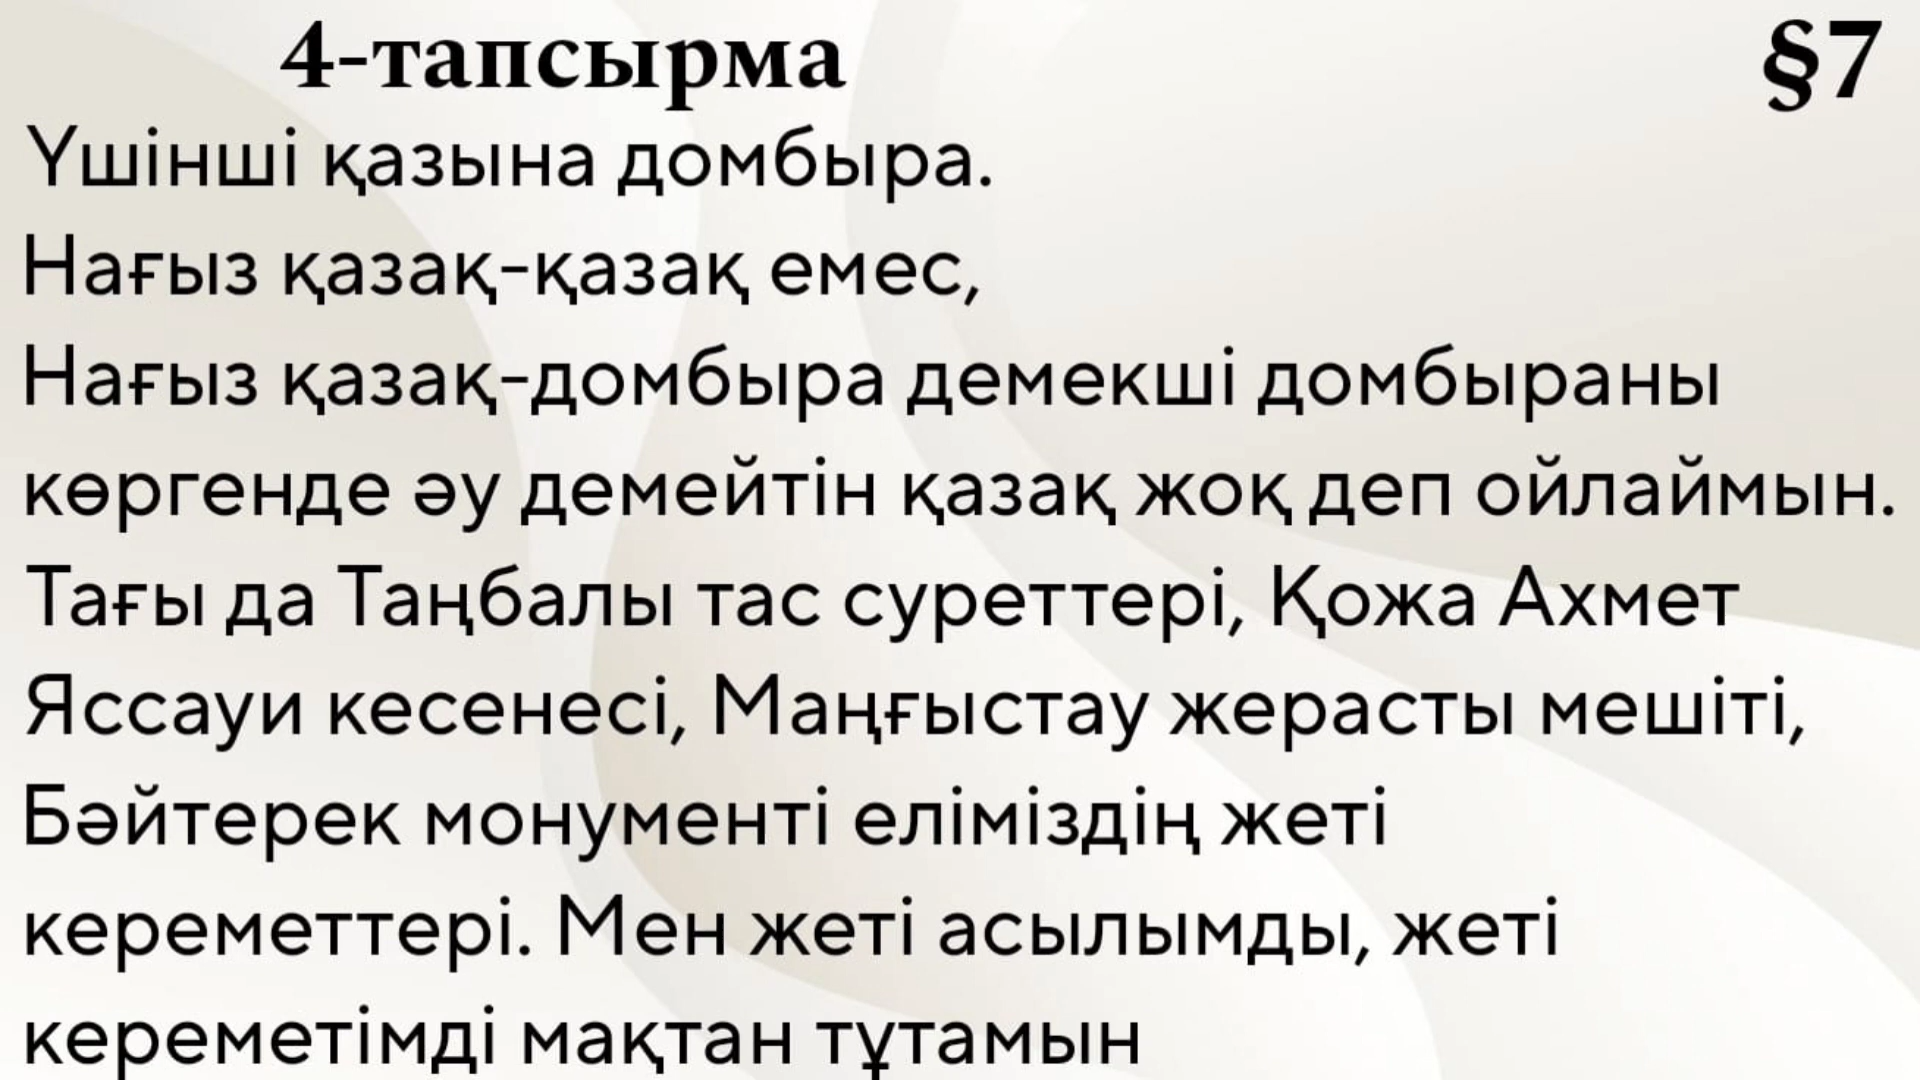 4-тапсырма §7
Үшінші қазына домбыра.
Нағыз қазақ-қазақ емес,
Нағыз қазақ-домбыра демекші домбыраны
көргенде әу демейтін қазақ жоқ деп ойлаймын.
Тағы да Таңбалы тас суреттері, Қожа Ахмет
Яссауи кесенесі, Маңғыстау жерасты мешіті,
Бәйтерек монументі еліміздің жеті
кереметтері. Мен жеті асылымды, жеті
кереметімді мақтан тұтамын